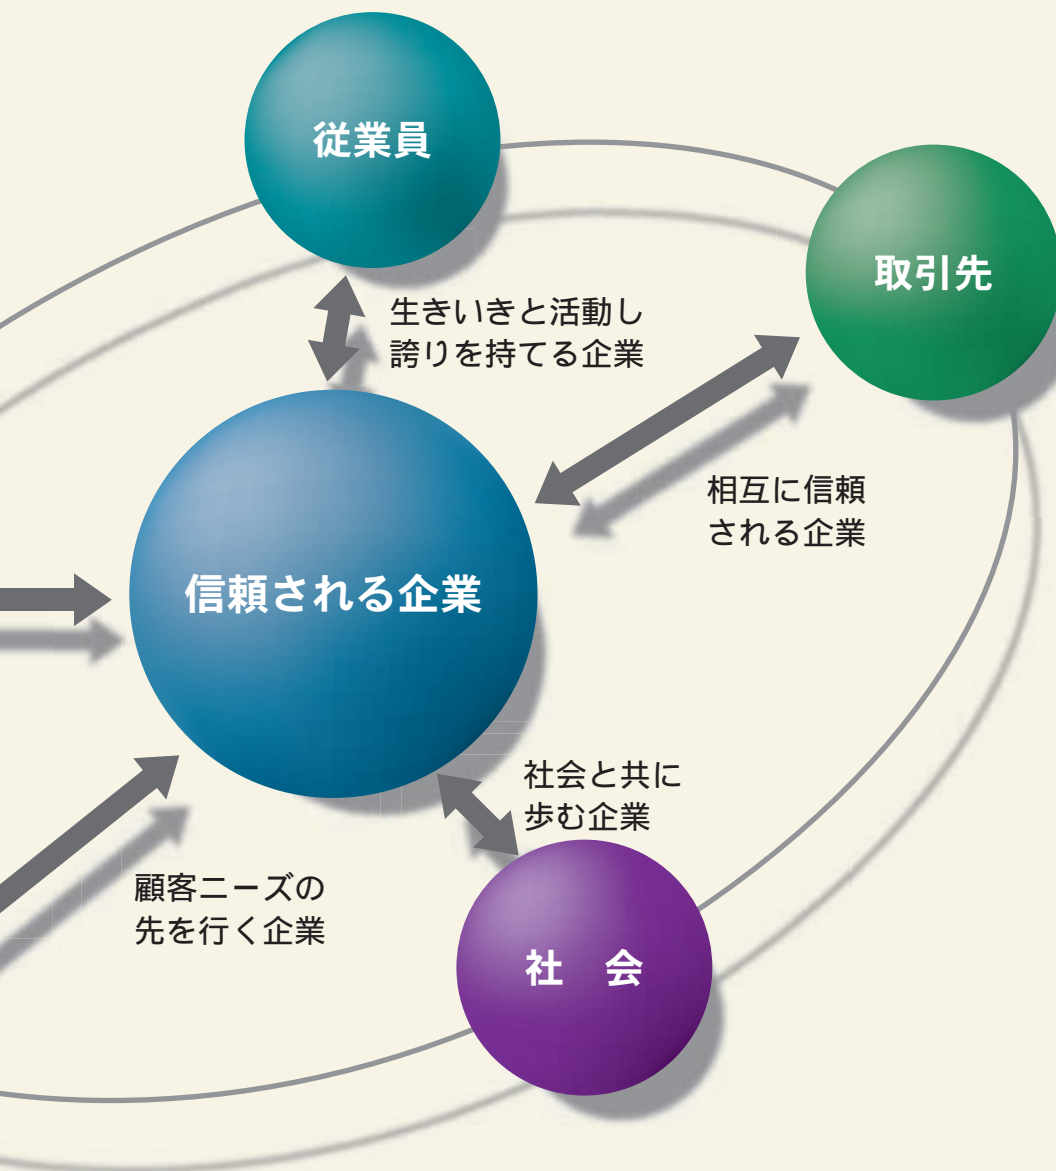 従業員
取引先
生きいきと活動し
誇りを持てる企業
相互に信頼
される企業
信頼される企業
社会と共に
歩む企業
顧客ニーズの
先を行く企業
社　会